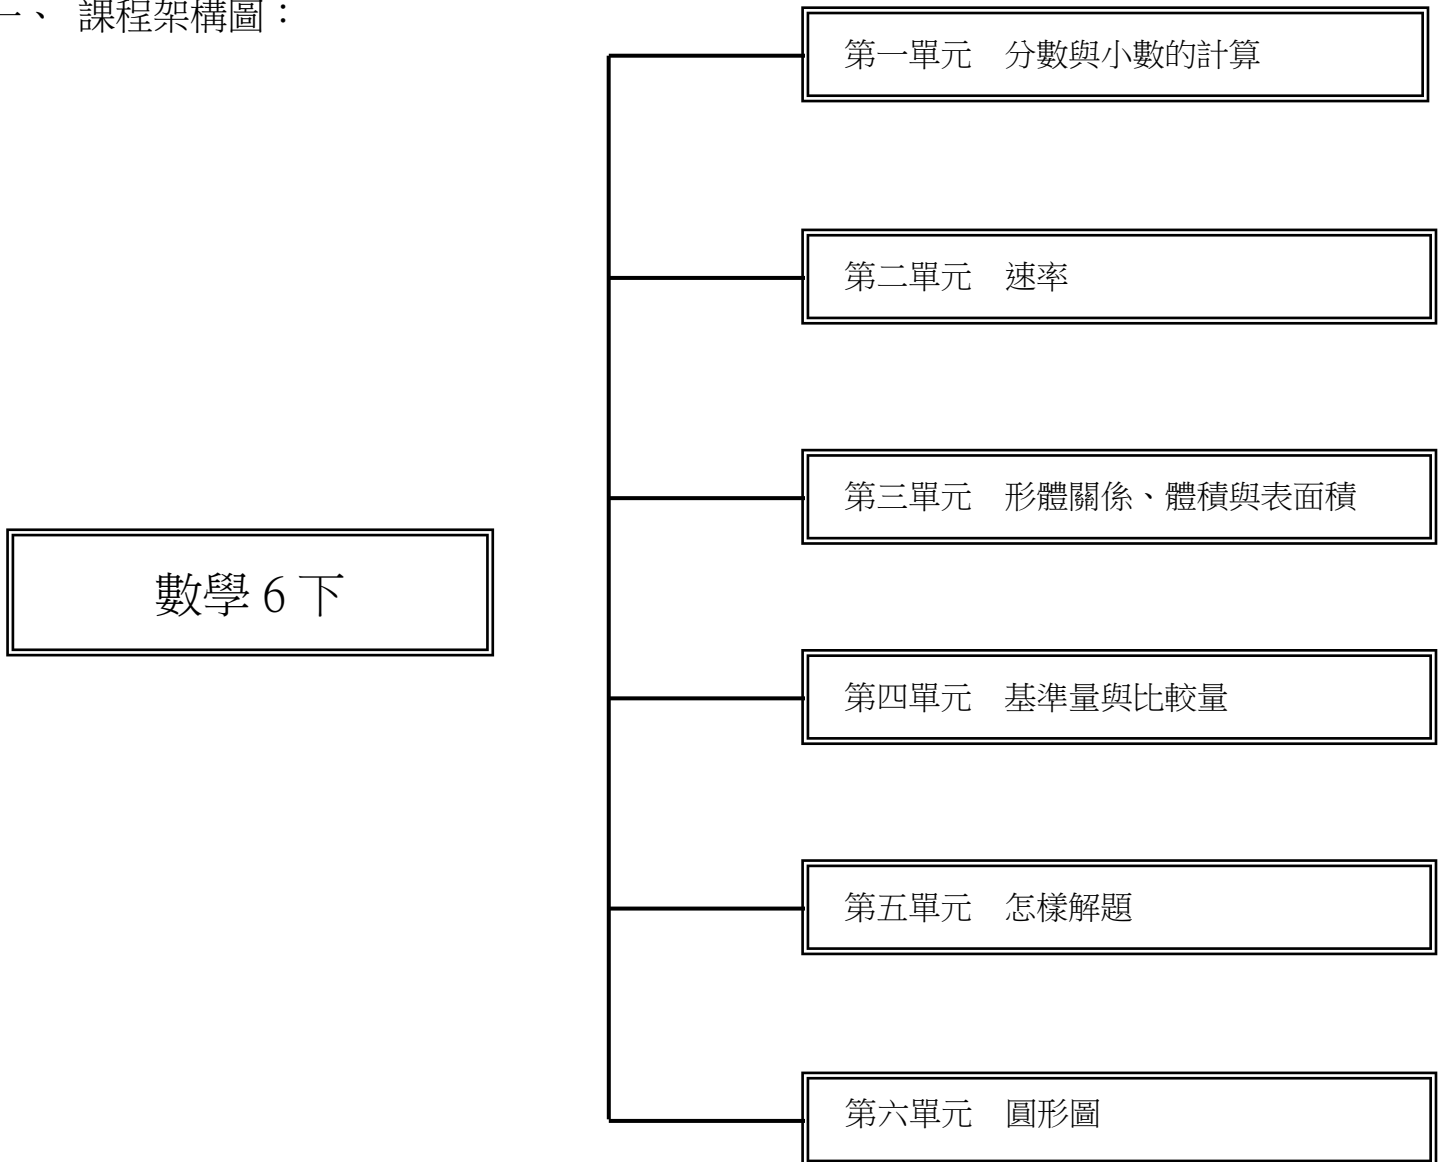 一、 課程架構圖：
第一單元　分數與小數的計算
第二單元　速率
第三單元　形體關係、體積與表面積
數學 6 下
第四單元　基準量與比較量
第五單元　怎樣解題
第六單元　圓形圖